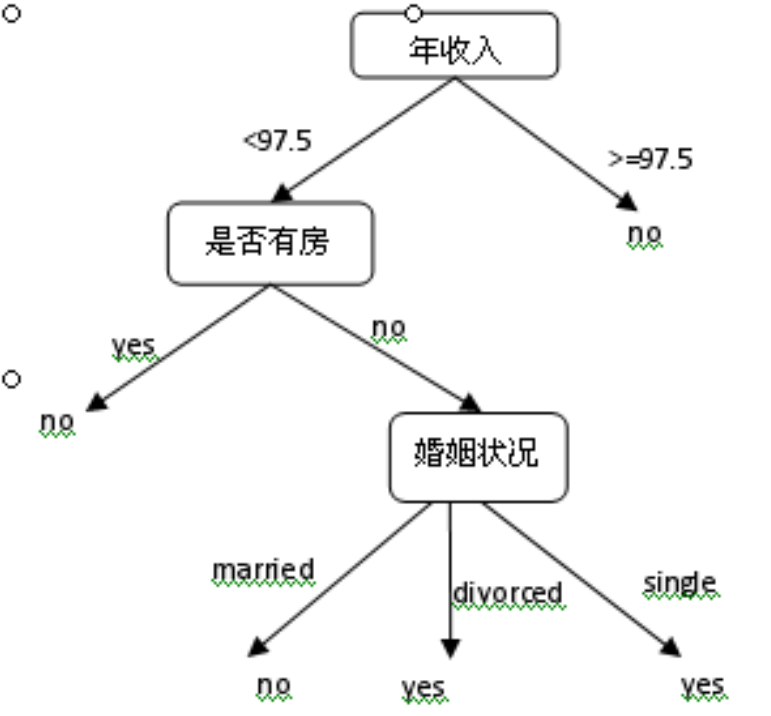 年收入
<97.5
>=97.5
是否有房
no
yes
no
no
婚姻状况
married
divorced
single
no
yes
yes